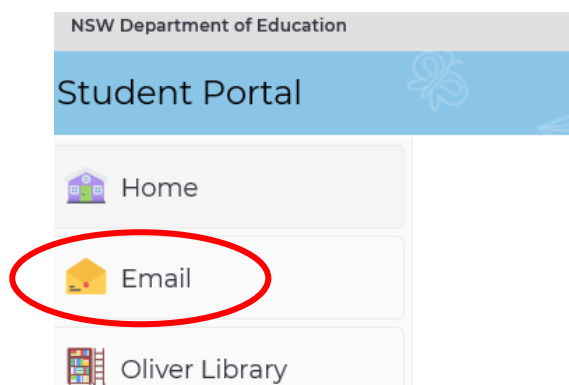 NSW Department of Education
Student Portal
Home
Email
Oliver Library